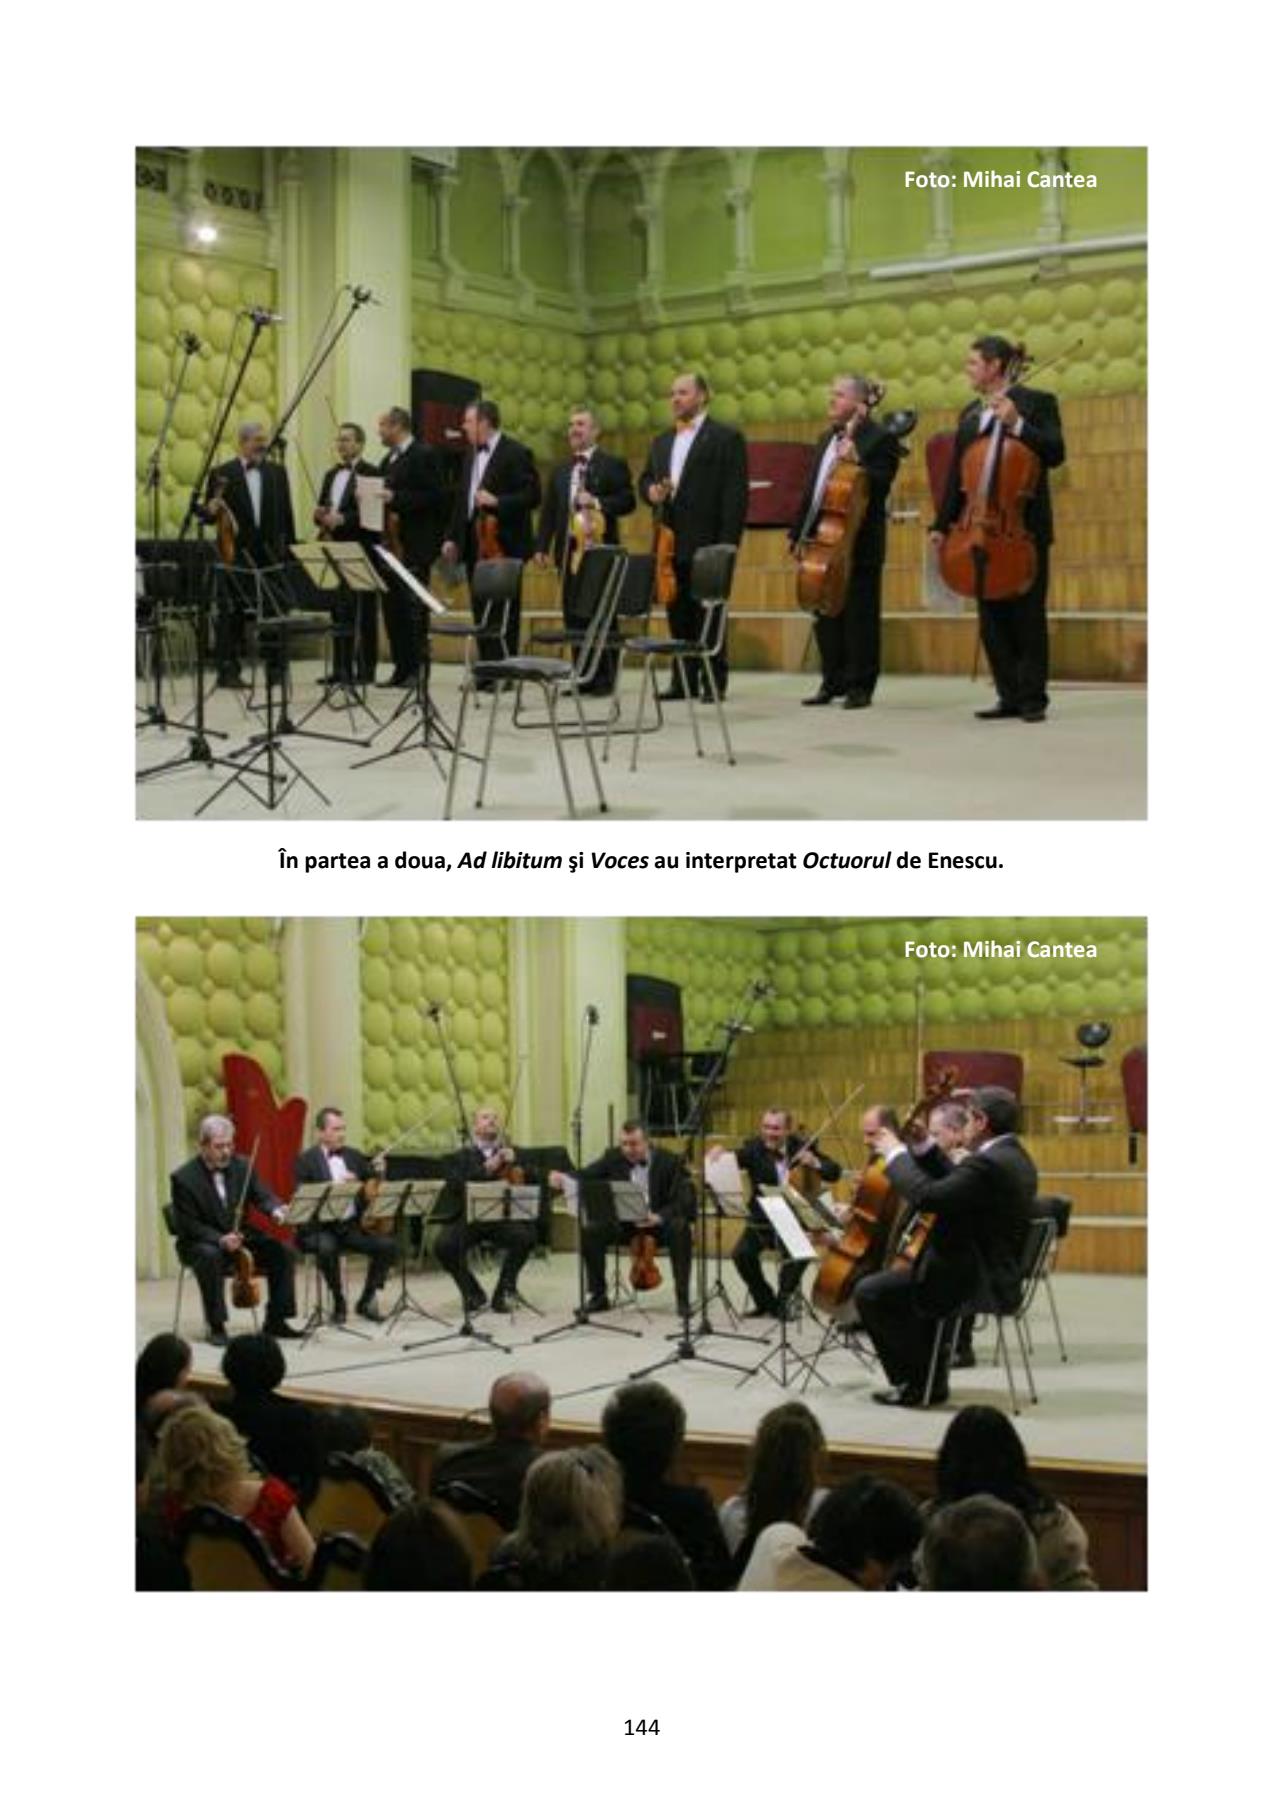 Foto: Mihai Cantea
În partea a doua, Ad libitum şi Voces au interpretat Octuorul de Enescu.
Foto: Mihai Cantea
144